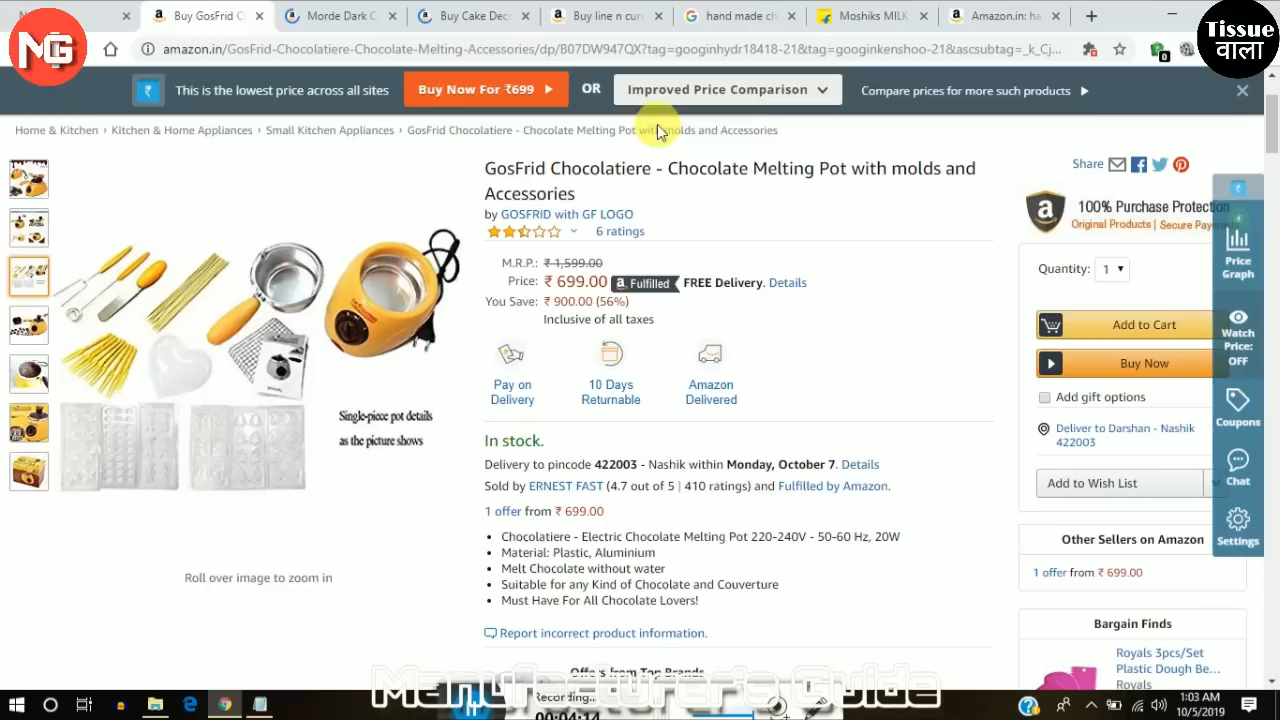 Buy GosFrid C
Morde Dark C
Buy Cake Dec
Buy line n curv
hand made ch
Moshiks MILK
Amazon.in: ha
MG
Tissue
वाला
amazon.in/GosFrid-Chocolatiere-Chocolate-Melting-Accessories/dp/B07DW947QX?tag=googinhydr18418-21&tag=googinkenshoo-21&ascsubtag=_k_Cj...
0
This is the lowest price across all sites
Buy Now For ₹699
OR
Improved Price Comparison
Compare prices for more such products
Home & Kitchen › Kitchen & Home Appliances › Small Kitchen Appliances › GosFrid Chocolatiere - Chocolate Melting Pot with molds and Accessories
GosFrid Chocolatiere - Chocolate Melting Pot with molds and
Accessories
by GOSFRID with GF LOGO
6 ratings
M.R.P.: ₹ 1,599.00
Price: ₹ 699.00 Fulfilled FREE Delivery. Details
You Save: ₹ 900.00 (56%)
Inclusive of all taxes
Pay on
Delivery
10 Days
Returnable
Amazon
Delivered
In stock.
Delivery to pincode 422003 - Nashik within Monday, October 7. Details
Sold by ERNEST FAST (4.7 out of 5 | 410 ratings) and Fulfilled by Amazon.
1 offer from ₹ 699.00
• Chocolatiere - Electric Chocolate Melting Pot 220-240V - 50-60 Hz, 20W
• Material: Plastic, Aluminium
• Melt Chocolate without water
• Suitable for any Kind of Chocolate and Couverture
• Must Have For All Chocolate Lovers!
Report incorrect product information.
Offers from Top Brands
Single-piece pot details
as the picture shows
Roll over image to zoom in
Share
100% Purchase Protection
Original Products | Secure
Quantity: 1
Add to Cart
Buy Now
Add gift options
Deliver to Darshan - Nashik
422003
Add to Wish List
Other Sellers on Amazon
1 offer from ₹ 699.00
Bargain Finds
Royals 3pcs/Set
Plastic Dough Be...
Royals
Price
Graph
Watch
Price:
OFF
Coupons
Chat
Settings
Manufacturer's Guide
Recording...
00:04:14
1:03 AM
10/5/2019